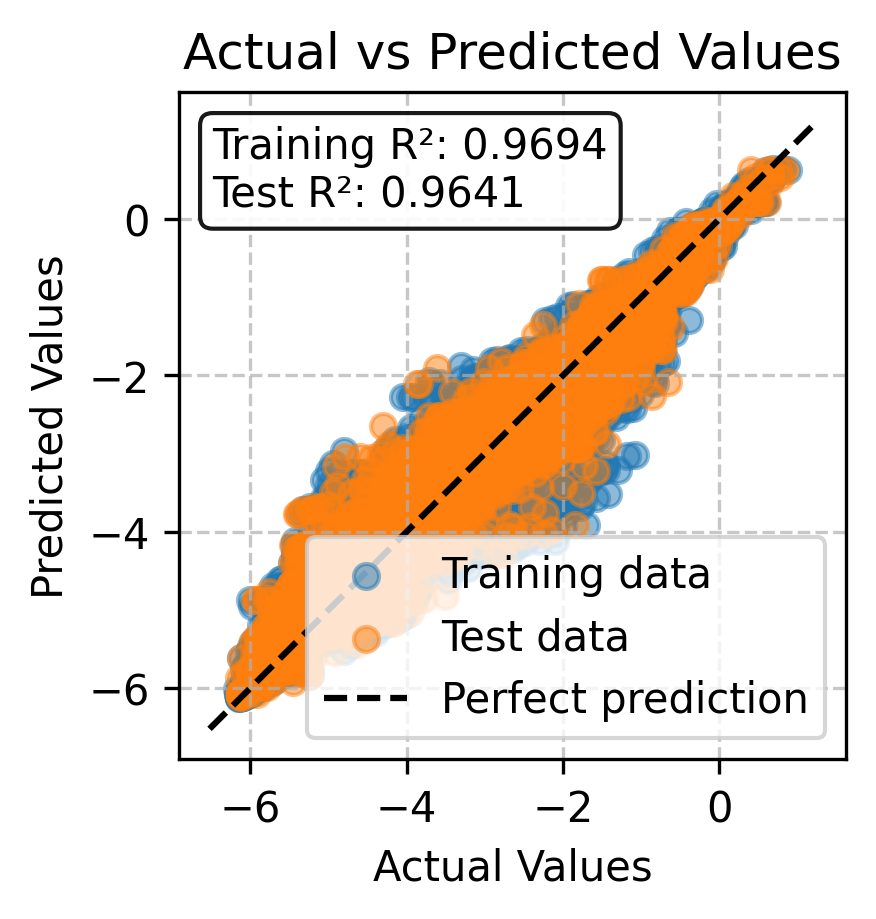 Actual vs Predicted Values
Training R²: 0.9694
Test R²: 0.9641
0
−2
−4
−6
Predicted Values
Training data
Test data
Perfect prediction
−6
−4
−2
0
Actual Values